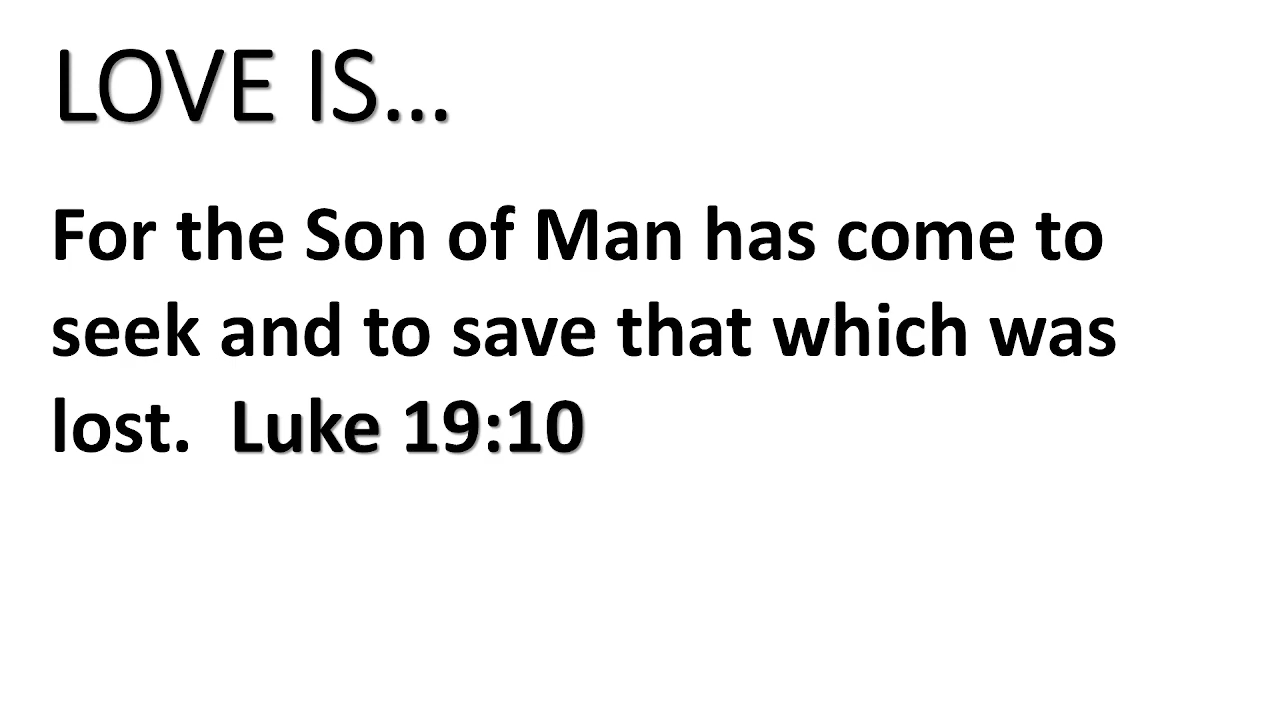 LOVE IS...
For the Son of Man has come to
seek and to save that which was
lost.  Luke 19:10